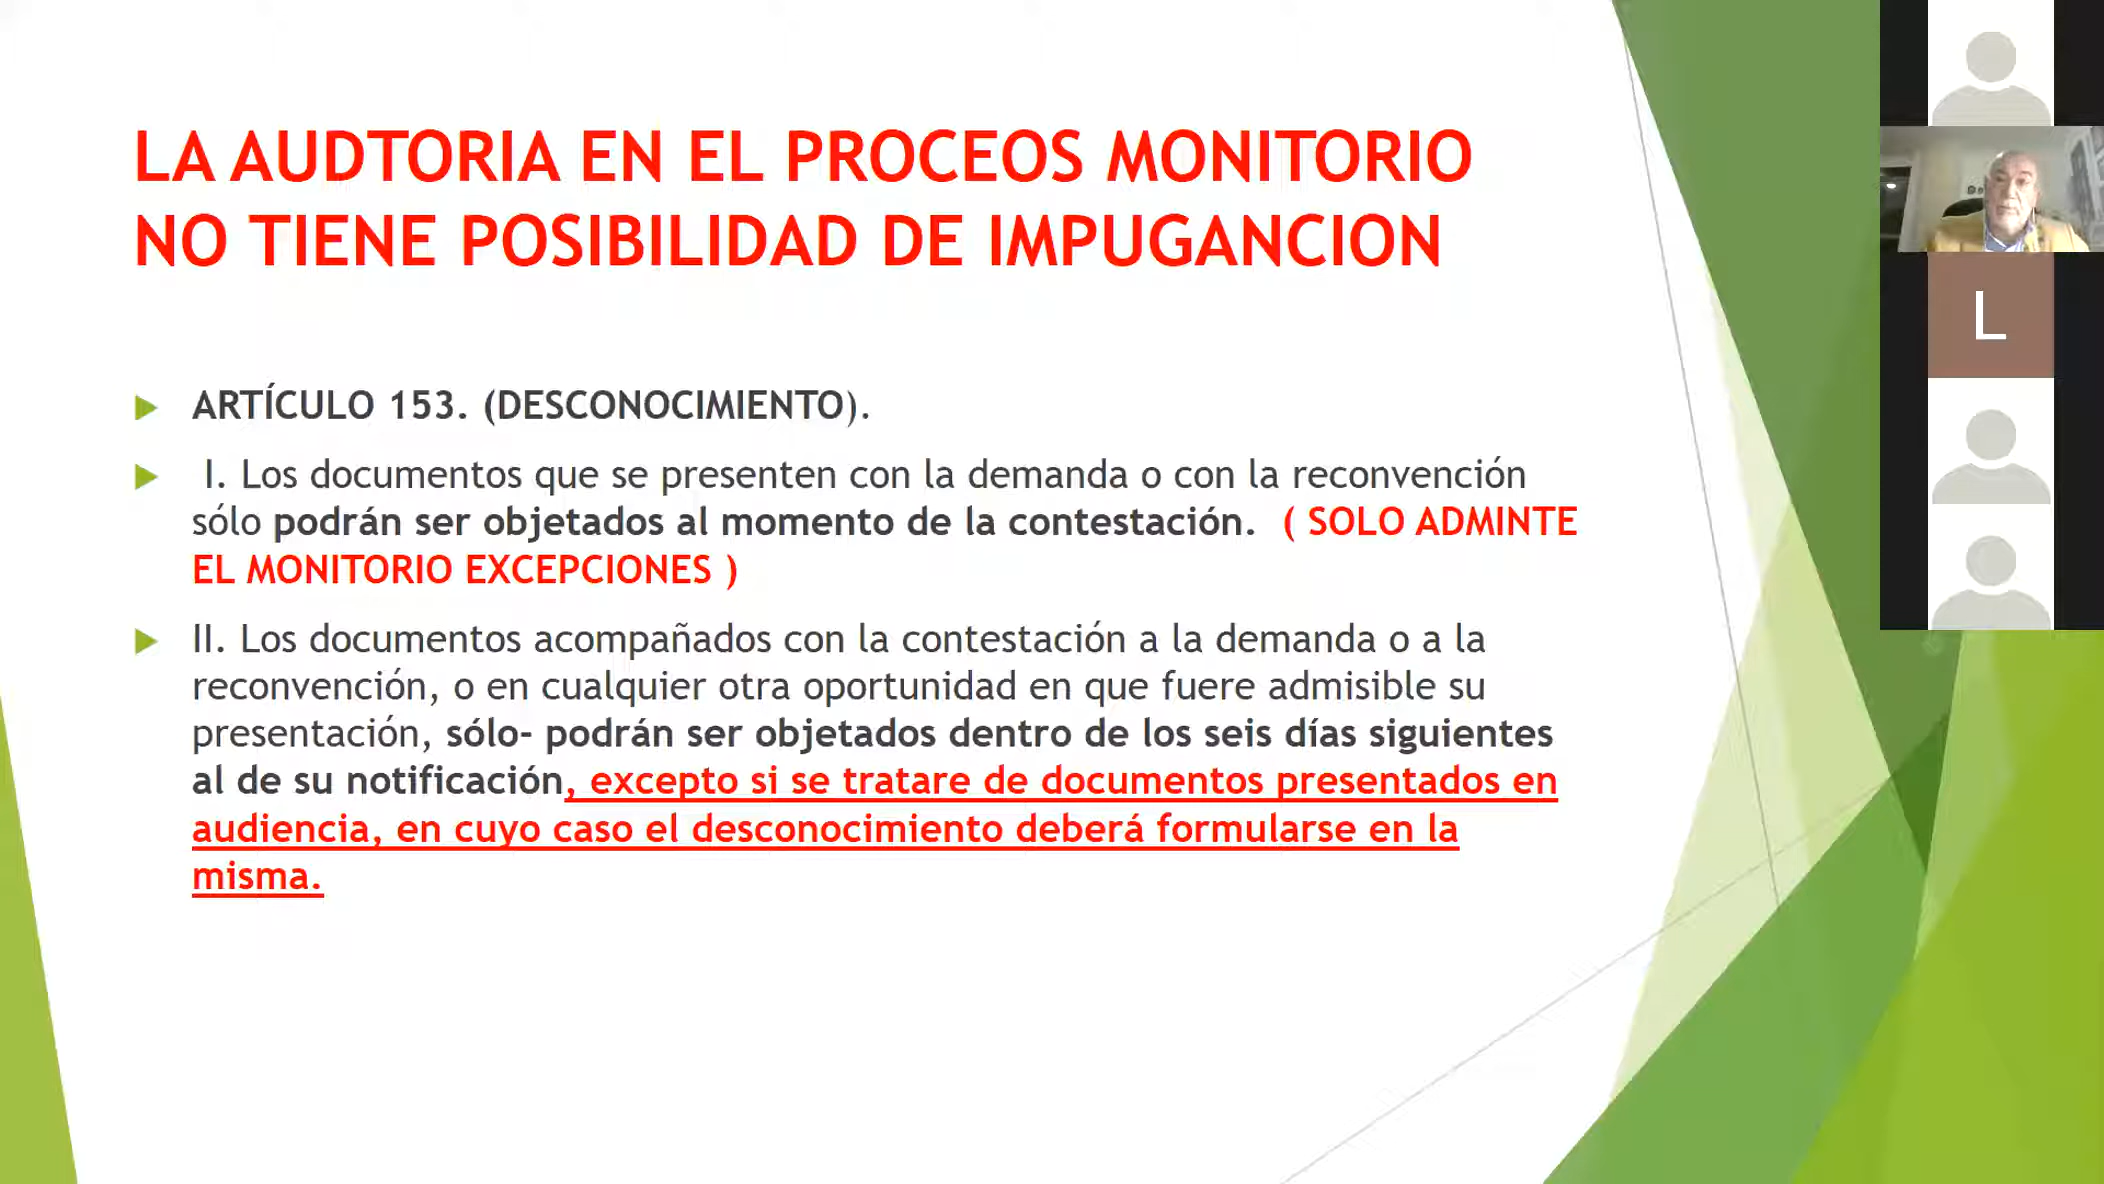 LA AUDTORIA EN EL PROCEOS MONITORIO
NO TIENE POSIBILIDAD DE IMPUGANCION
ARTÍCULO 153. (DESCONOCIMIENTO).
I. Los documentos que se presenten con la demanda o con la reconvención
sólo podrán ser objetados al momento de la contestación. ( SOLO ADMINTE
EL MONITORIO EXCEPCIONES )
II. Los documentos acompañados con la contestación a la demanda o a la
reconvención, o en cualquier otra oportunidad en que fuere admisible su
presentación, sólo- podrán ser objetados dentro de los seis días siguientes
al de su notificación, excepto si se tratare de documentos presentados en
audiencia, en cuyo caso el desconocimiento deberá formularse en la
misma.
L